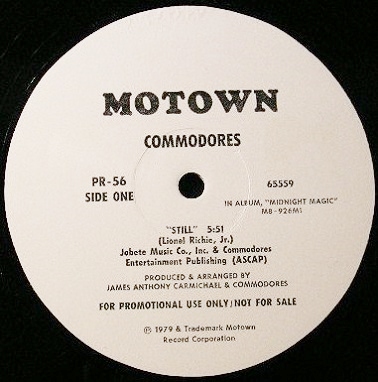 MOTOWN
COMMODORES
PR-56
SIDE ONE
65559
IN ALBUM, "MIDNIGHT MAGIC"
M8-926M1
"STILL" 5:51
(Lionel Richie, Jr.)
Jobete Music Co., Inc. & Commodores
Entertainment Publishing (ASCAP)
PRODUCED & ARRANGED BY
JAMES ANTHONY CARMICHAEL & COMMODORES
FOR PROMOTIONAL USE ONLY/NOT FOR SALE
℗ 1979 & Trademark Motown
Record Corporation